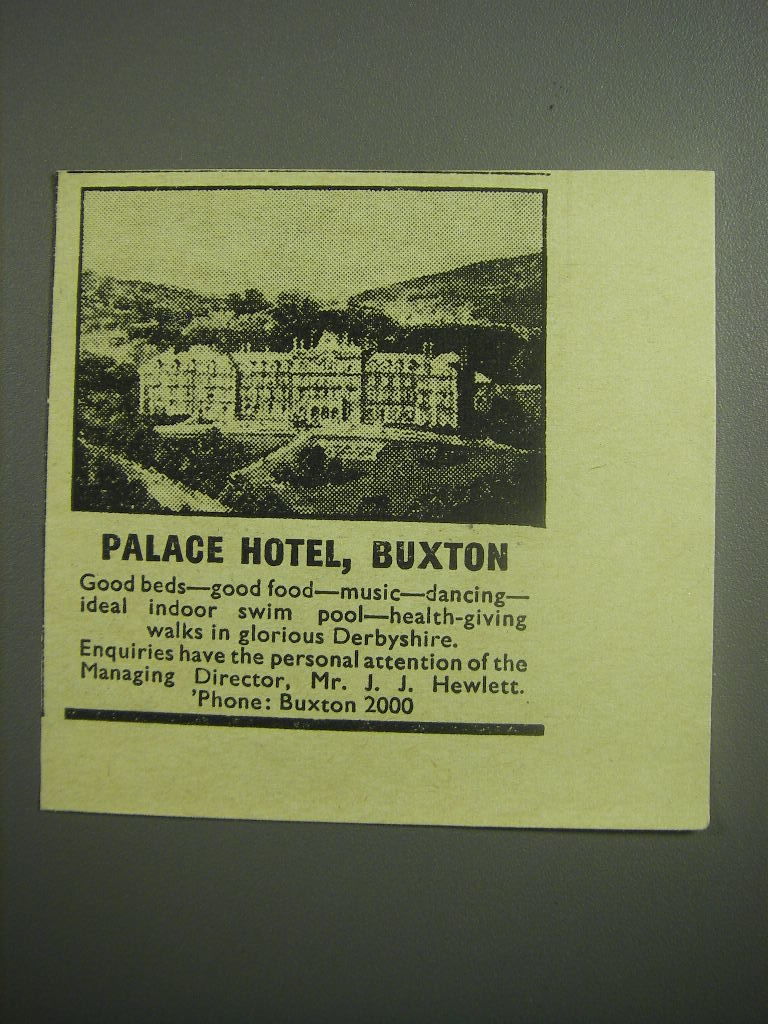 PALACE HOTEL, BUXTON
Good beds—good food—music—dancing—
ideal indoor swim pool—health-giving
walks in glorious Derbyshire.
Enquiries have the personal attention of the
Managing Director, Mr. J. J. Hewlett.
'Phone: Buxton 2000